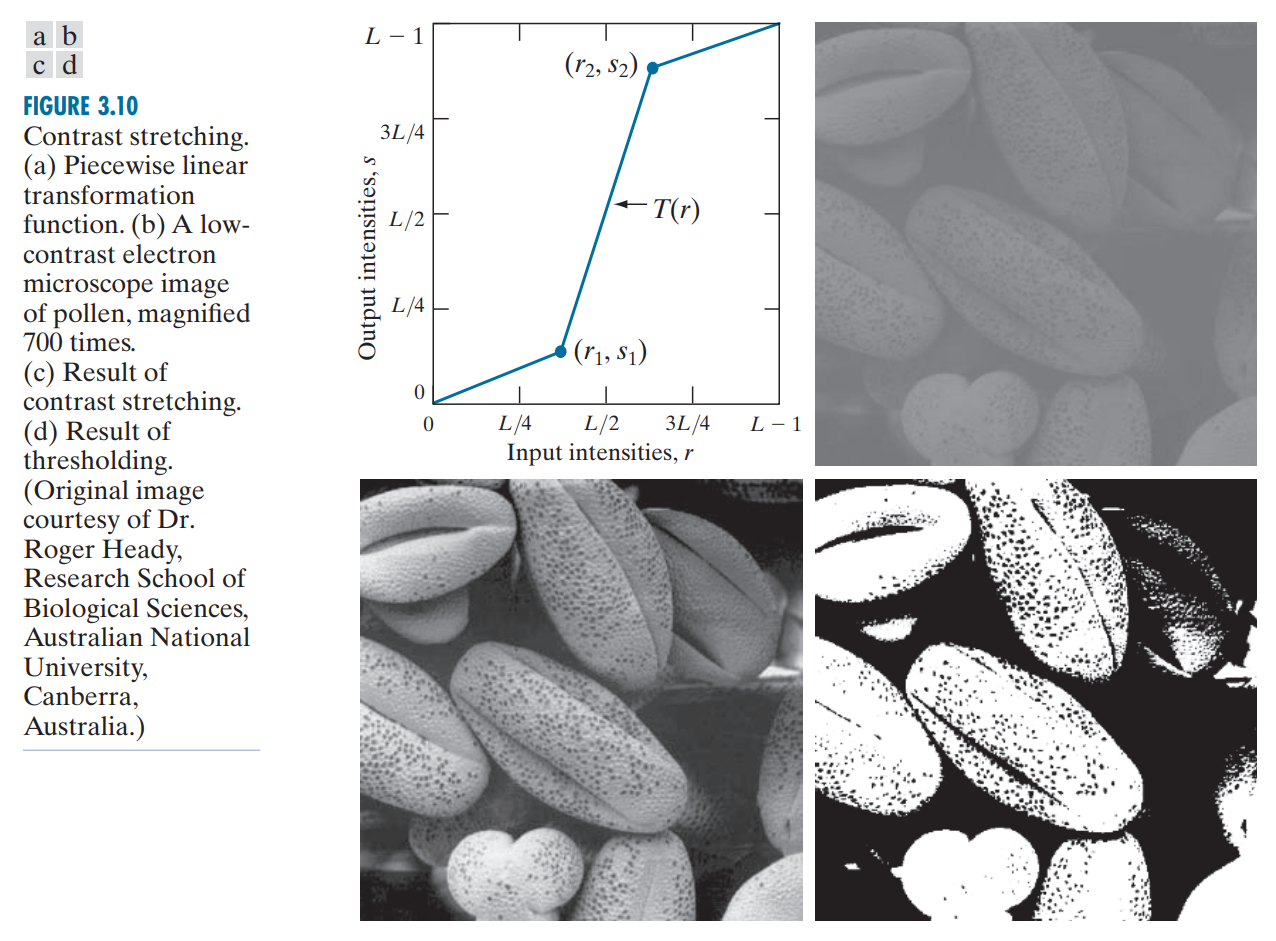 a b
c d
FIGURE 3.10
Contrast stretching.
(a) Piecewise linear
transformation
function. (b) A low-
contrast electron
microscope image
of pollen, magnified
700 times.
(c) Result of
contrast stretching.
(d) Result of
thresholding.
(Original image
courtesy of Dr.
Roger Heady,
Research School of
Biological Sciences,
Australian National
University,
Canberra,
Australia.)
L − 1
(r₂, s₂)
3L/4
Output intensities, s
L/2
T(r)
L/4
(r₁, s₁)
0
0 L/4 L/2 3L/4 L − 1
Input intensities, r